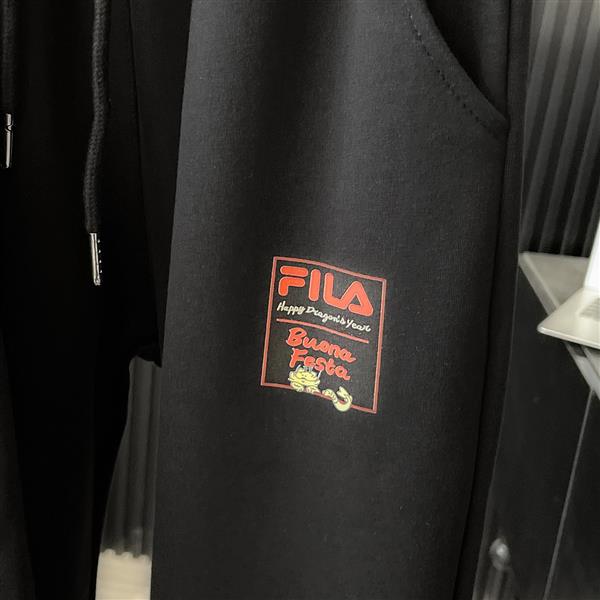 FILA
Happy Dragon's Year
Buona
Festa